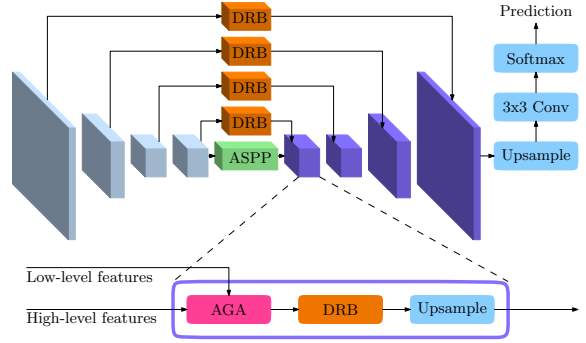 Prediction
DRB
Softmax
DRB
DRB
3x3 Conv
DRB
ASPP
Upsample
Low-level features
High-level features
AGA
DRB
Upsample